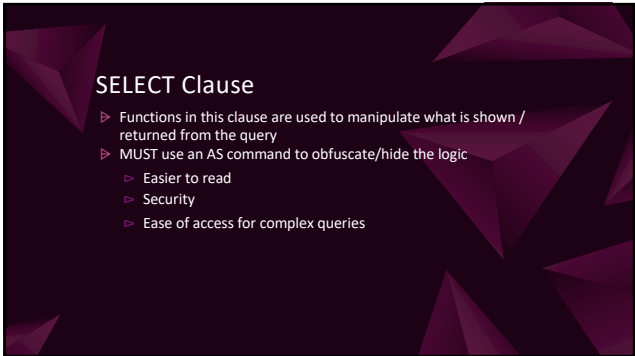 SELECT Clause
Functions in this clause are used to manipulate what is shown /
returned from the query
MUST use an AS command to obfuscate/hide the logic
Easier to read
Security
Ease of access for complex queries